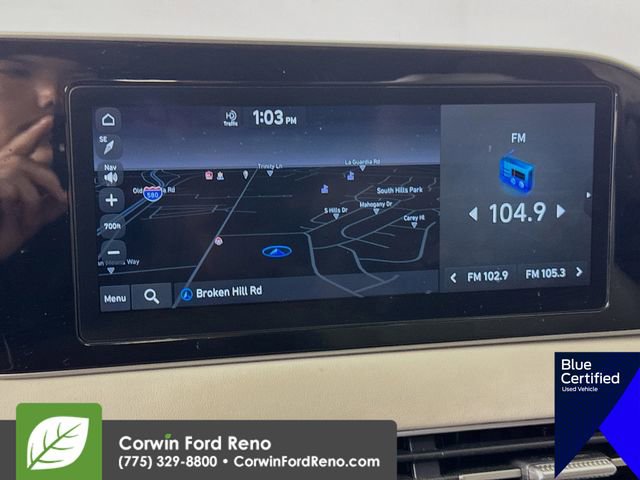 1:03 PM
Traffic
FM
SE
Nav
Trinity Ln
La Guardia Rd
580
Rd
South Hills Park
S Hills Dr
Mahogany Dr
Carey Hl
700ft
104.9
Way
FM 102.9
FM 105.3
Menu
Broken Hill Rd
Blue
Certified
Used Vehicle
Corwin Ford Reno
(775) 329-8800 • CorwinFordReno.com